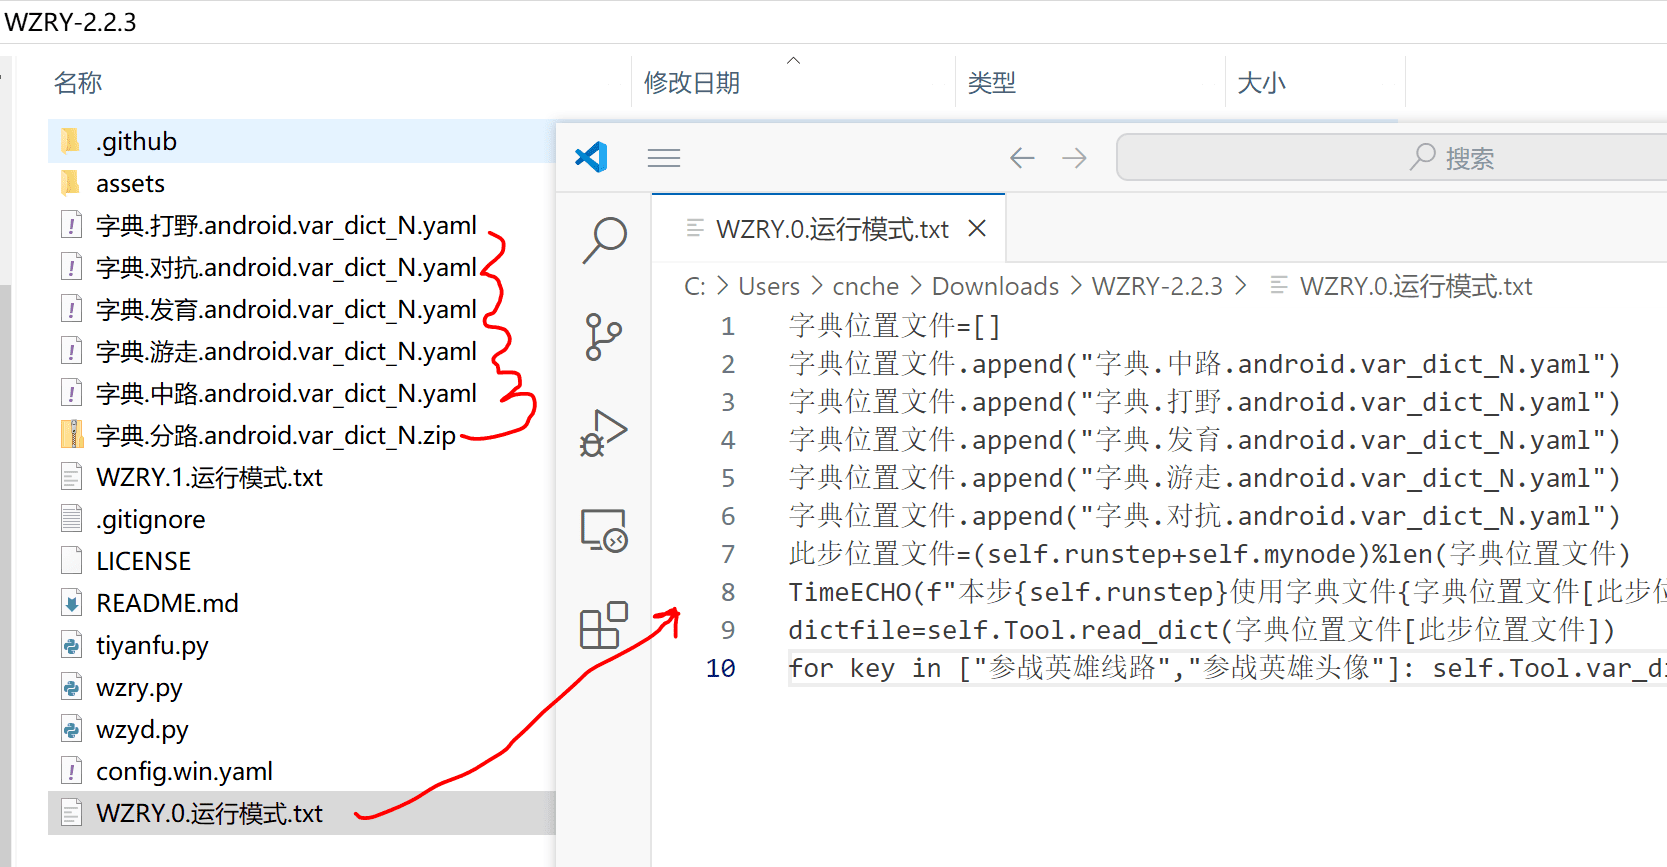 WZRY-2.2.3
名称 修改日期 类型 大小
.github
assets
字典.打野.android.var_dict_N.yaml
字典.对抗.android.var_dict_N.yaml
字典.发育.android.var_dict_N.yaml
字典.游走.android.var_dict_N.yaml
字典.中路.android.var_dict_N.yaml
字典.分路.android.var_dict_N.zip
WZRY.1.运行模式.txt
.gitignore
LICENSE
README.md
tiyanfu.py
wzry.py
wzyd.py
config.win.yaml
WZRY.0.运行模式.txt
搜索
WZRY.0.运行模式.txt
C: > Users > cnche > Downloads > WZRY-2.2.3 > WZRY.0.运行模式.txt
1 字典位置文件=[]
2 字典位置文件.append("字典.中路.android.var_dict_N.yaml")
3 字典位置文件.append("字典.打野.android.var_dict_N.yaml")
4 字典位置文件.append("字典.发育.android.var_dict_N.yaml")
5 字典位置文件.append("字典.游走.android.var_dict_N.yaml")
6 字典位置文件.append("字典.对抗.android.var_dict_N.yaml")
7 此步位置文件=(self.runstep+self.mynode)%len(字典位置文件)
8 TimeECHO(f"本步{self.runstep}使用字典文件{字典位置文件[此步位
9 dictfile=self.Tool.read_dict(字典位置文件[此步位置文件])
10 for key in ["参战英雄线路","参战英雄头像"]: self.Tool.var_di